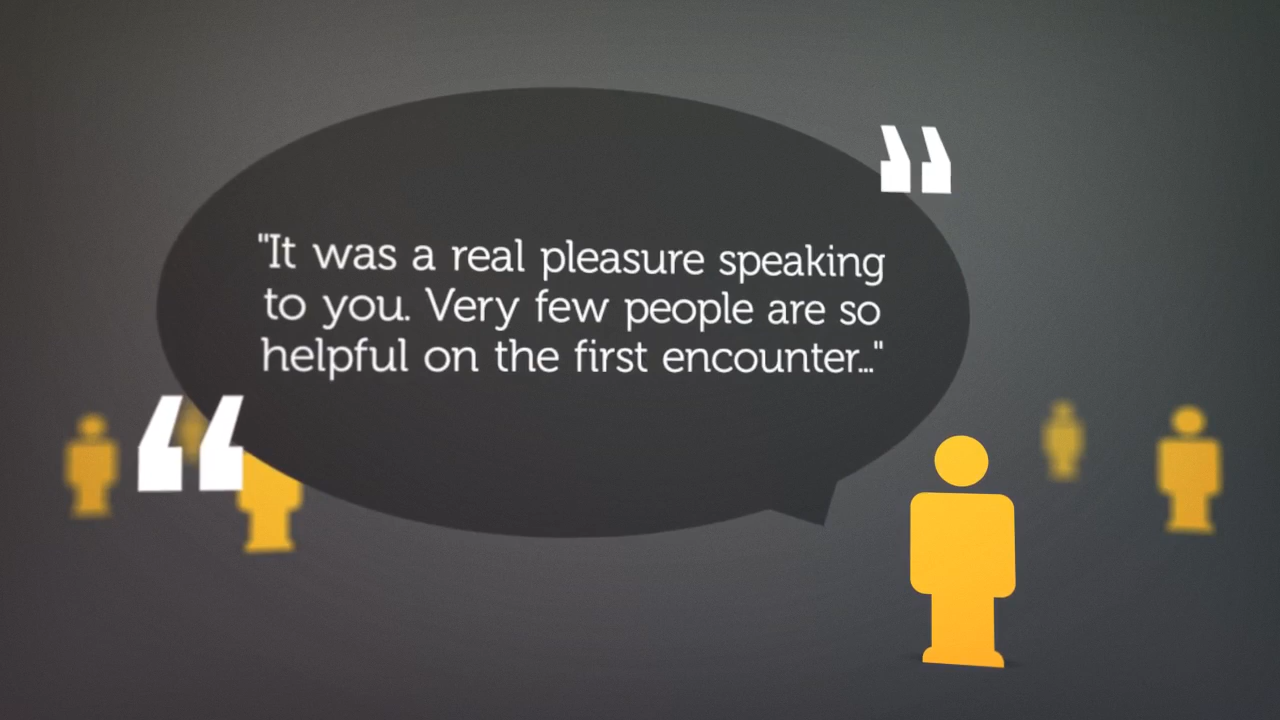 "It was a real pleasure speaking
to you. Very few people are so
helpful on the first encounter..."